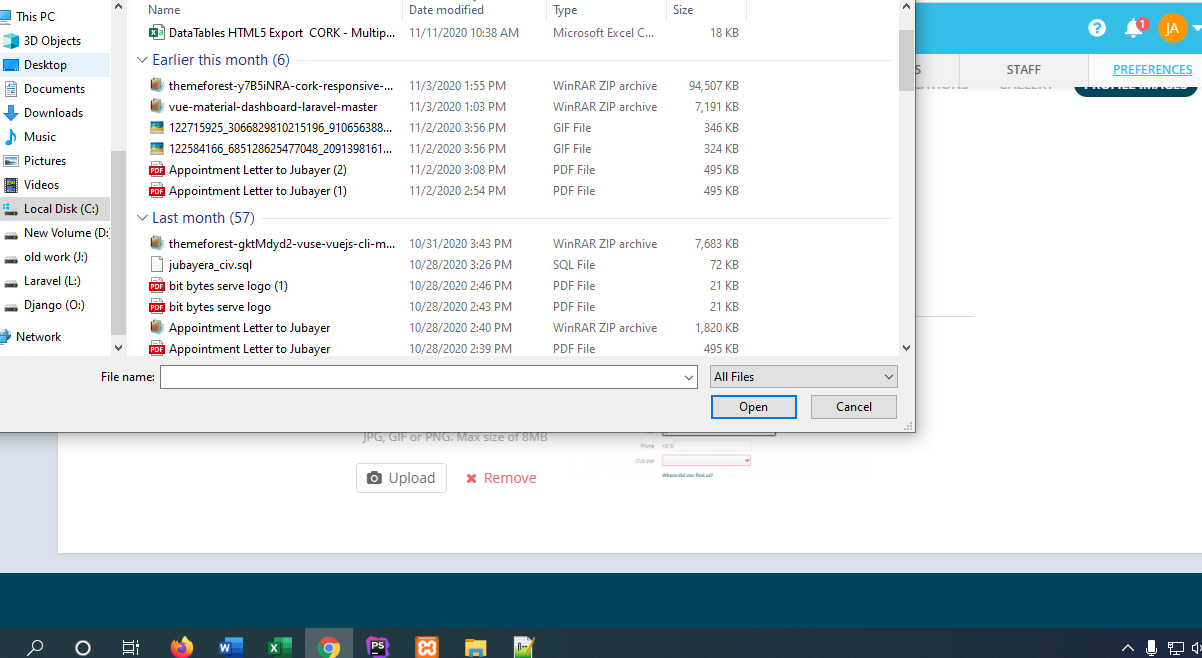 This PC
3D Objects
Desktop
Documents
Downloads
Music
Pictures
Videos
Local Disk (C:)
New Volume (D:
old work (J:)
Laravel (L:)
Django (O:)
Network
Name Date modified Type Size
DataTables HTML5 Export CORK - Multip... 11/11/2020 10:38 AM Microsoft Excel C... 18 KB
Earlier this month (6)
themeforest-y7B5iNRA-cork-responsive-... 11/3/2020 1:55 PM WinRAR ZIP archive 94,507 KB
vue-material-dashboard-laravel-master 11/3/2020 1:03 PM WinRAR ZIP archive 7,191 KB
122715925_3066829810215196_910656388... 11/2/2020 3:56 PM GIF File 346 KB
122584166_685128625477048_2091398161... 11/2/2020 3:56 PM GIF File 324 KB
PDF Appointment Letter to Jubayer (2) 11/2/2020 3:08 PM PDF File 495 KB
PDF Appointment Letter to Jubayer (1) 11/2/2020 2:54 PM PDF File 495 KB
Last month (57)
themeforest-gktMdyd2-vuse-vuejs-cli-m... 10/31/2020 3:43 PM WinRAR ZIP archive 7,683 KB
jubayera_civ.sql 10/28/2020 3:26 PM SQL File 72 KB
PDF bit bytes serve logo (1) 10/28/2020 2:46 PM PDF File 21 KB
PDF bit bytes serve logo 10/28/2020 2:43 PM PDF File 21 KB
Appointment Letter to Jubayer 10/28/2020 2:40 PM WinRAR ZIP archive 1,820 KB
PDF Appointment Letter to Jubayer 10/28/2020 2:39 PM PDF File 495 KB
File name: All Files
Open Cancel
? 1 JA
S STAFF PREFERENCES
GALLERY PROFILE IMAGES
JPG, GIF or PNG. Max size of 8MB
Upload Remove
Phone
Where did you find us?
W X PS